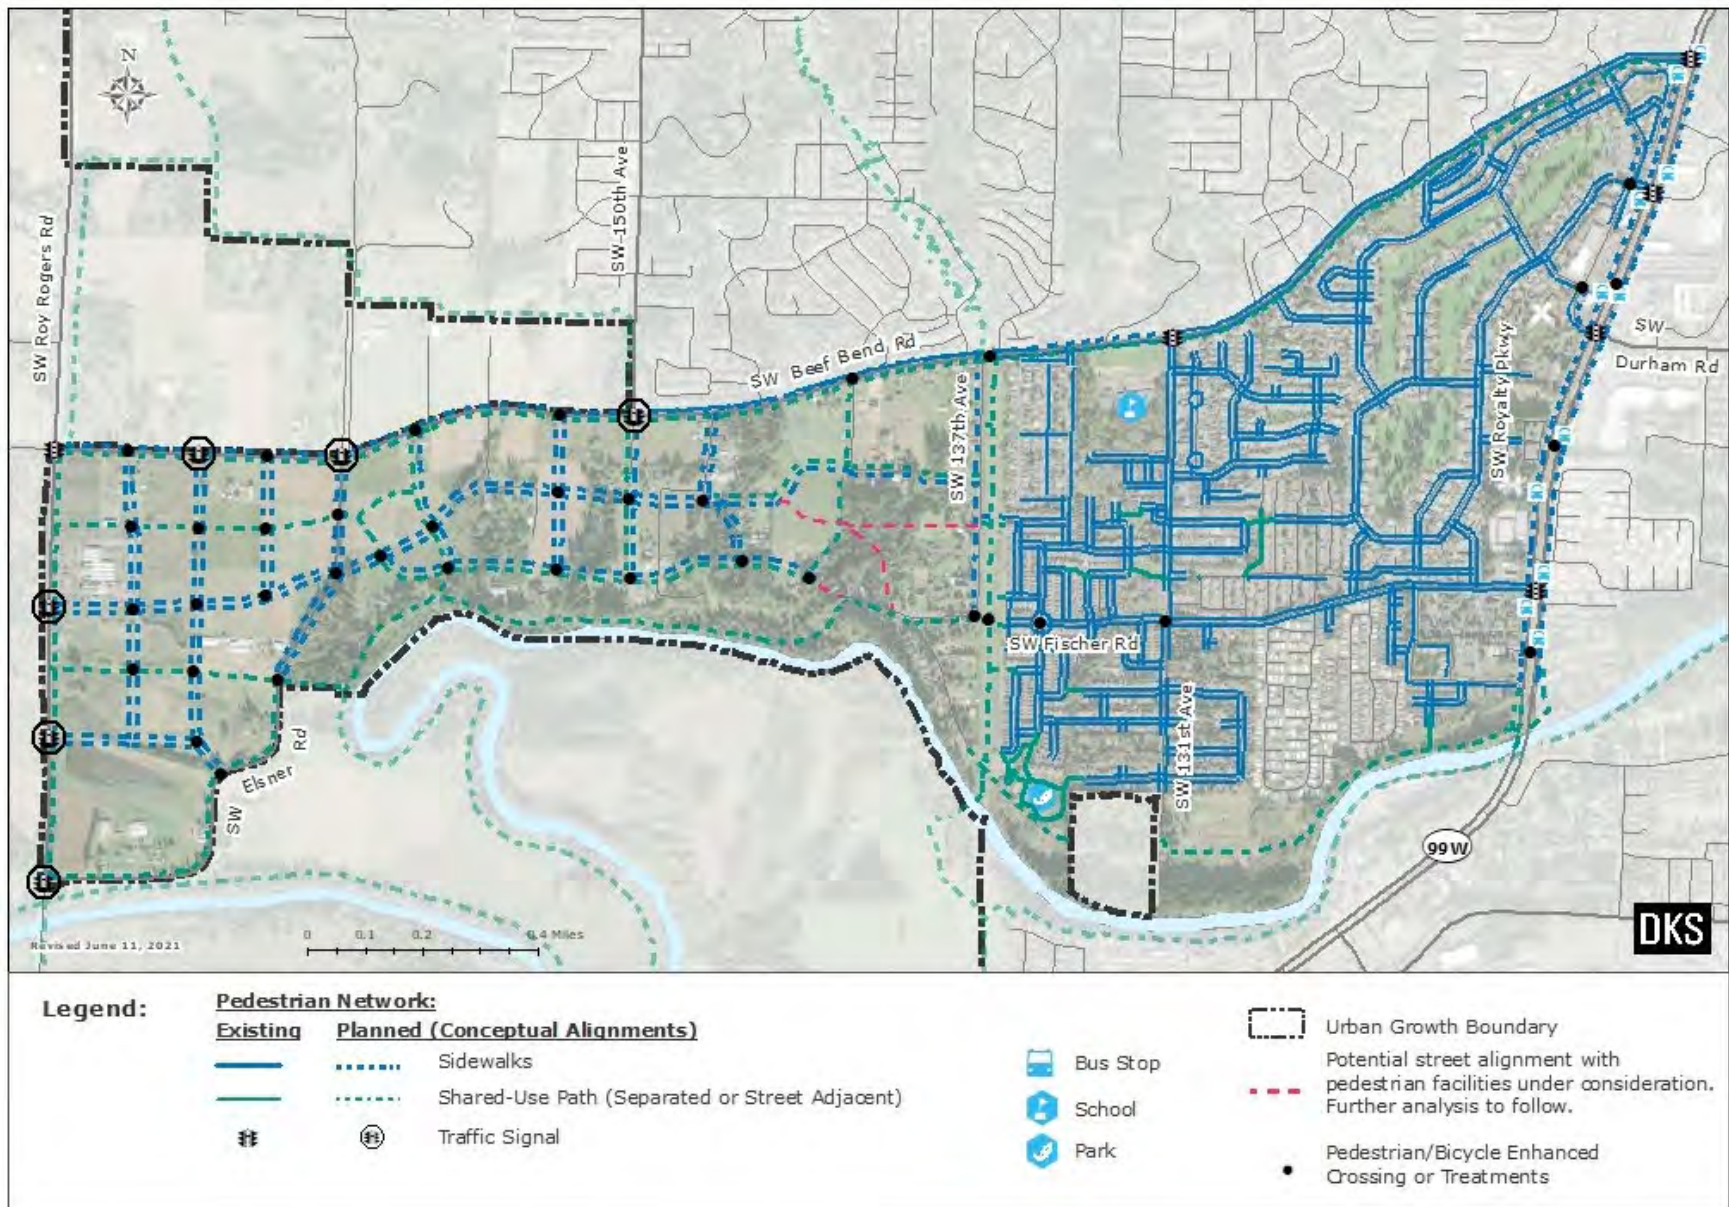 N
SW Roy Rogers Rd
SW 150th Ave
SW Beef Bend Rd
SW 137th Ave
SW Royalty Pkwy
SW
Durham Rd
SW Fischer Rd
SW 131st Ave
SW Elsner Rd
99W
DKS
Revised June 11, 2021
0 0.1 0.2 0.4 Miles
Legend:
Pedestrian Network:
Existing Planned (Conceptual Alignments)
Sidewalks
Shared-Use Path (Separated or Street Adjacent)
Traffic Signal
Bus Stop
School
Park
Urban Growth Boundary
Potential street alignment with
pedestrian facilities under consideration.
Further analysis to follow.
Pedestrian/Bicycle Enhanced
Crossing or Treatments